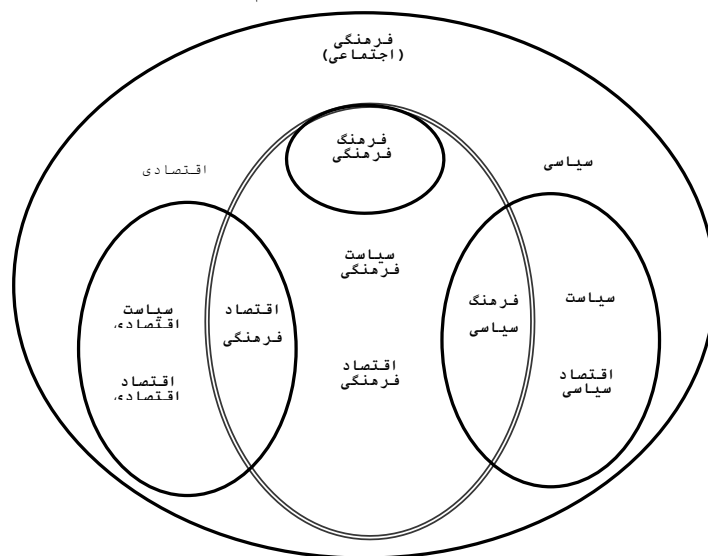 فرهنگی
(اجتماعی)
فرهنگ
فرهنگی
سیاسی
اقتصادی
سیاست
فرهنگی
فرهنگ
سیاسی
سیاست
اقتصاد
فرهنگی
سیاست
اقتصادی
اقتصاد
فرهنگی
اقتصاد
سیاسی
اقتصاد
اقتصادی